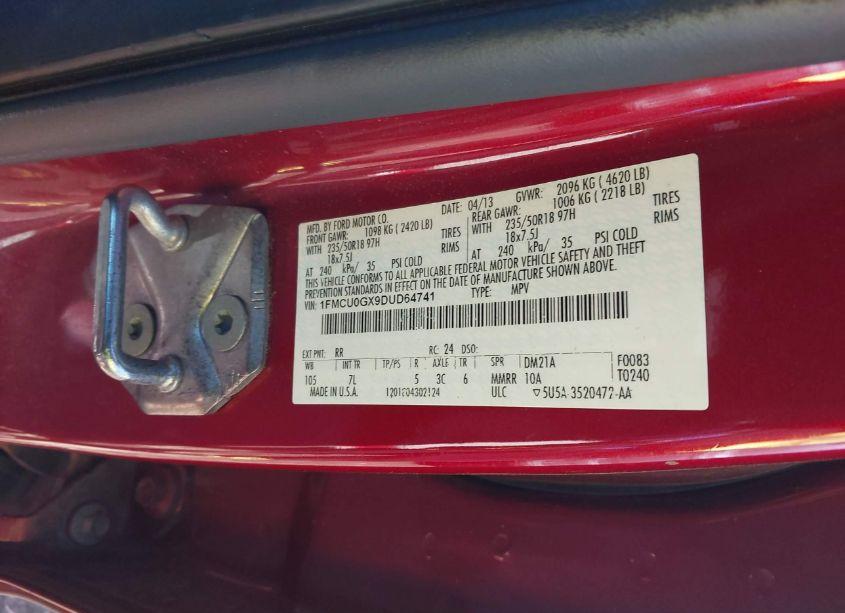 MFD. BY FORD MOTOR CO. DATE: 04/13 GVWR: 2096 KG ( 4620 LB)
FRONT GAWR: 1098 KG ( 2420 LB) REAR GAWR: 1006 KG ( 2218 LB)
WITH 235/50R18 97H TIRES WITH 235/50R18 97H TIRES
18x7.5J RIMS 18x7.5J RIMS
AT 240 kPa/ 35 PSI COLD AT 240 kPa/ 35 PSI COLD
THIS VEHICLE CONFORMS TO ALL APPLICABLE FEDERAL MOTOR VEHICLE SAFETY AND THEFT
PREVENTION STANDARDS IN EFFECT ON THE DATE OF MANUFACTURE SHOWN ABOVE.
VIN: 1FMCU0GX9DUD64741 TYPE: MPV
EXT PNT: RR RC: 24 DSO: F0083
WB INT TR TP/PS R AXLE TR SPR DM21A T0240
105 7L 5 3C 6 MMRR 10A
MADE IN U.S.A. 1201204302124 ULC ▽5U5A-3520472-AA